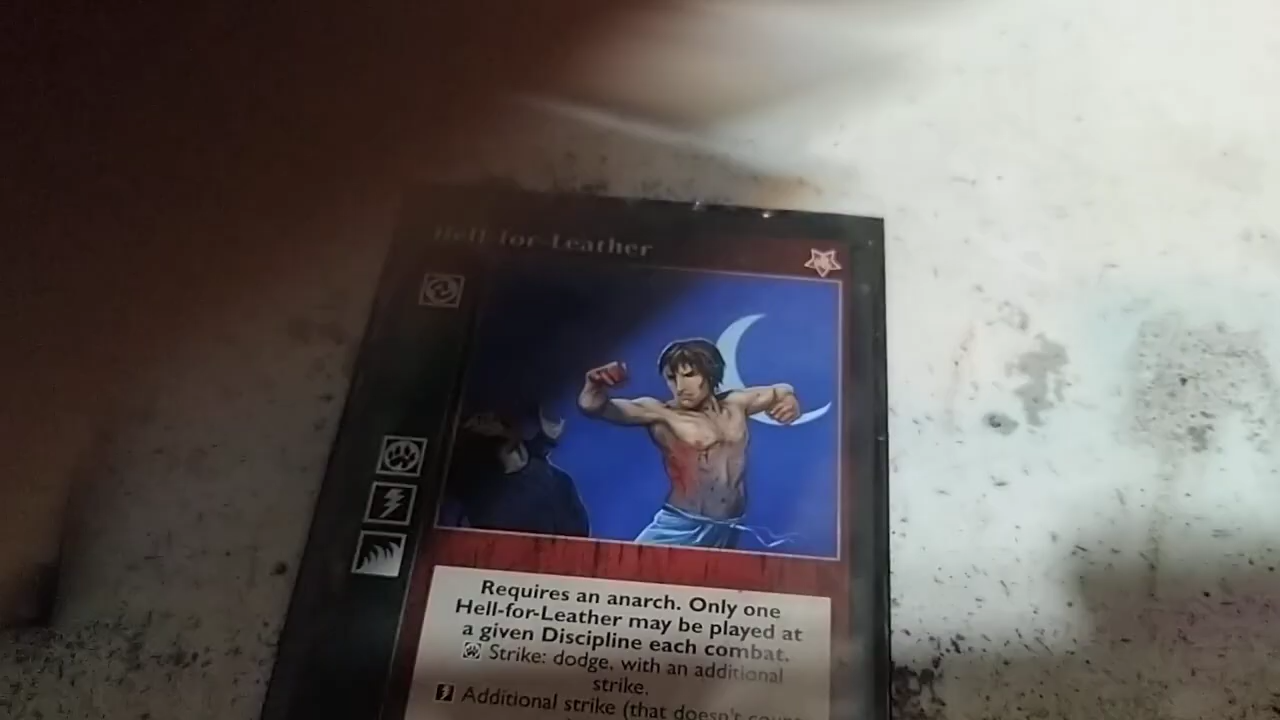 Hell-for-Leather
Requires an anarch. Only one
Hell-for-Leather may be played at
a given Discipline each combat.
Strike: dodge, with an additional
strike.
Additional strike (that doesn't count